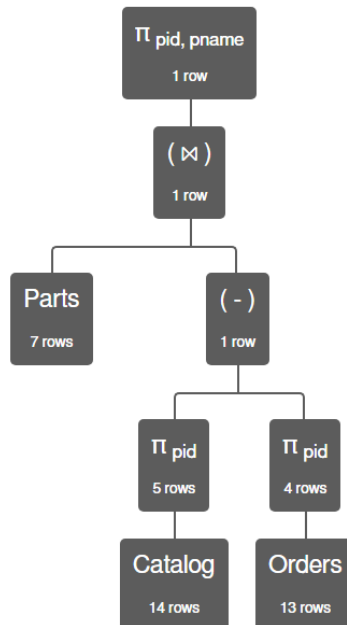 π pid, pname
1 row
( ⋈ )
1 row
Parts
7 rows
( - )
1 row
π pid
5 rows
π pid
4 rows
Catalog
14 rows
Orders
13 rows